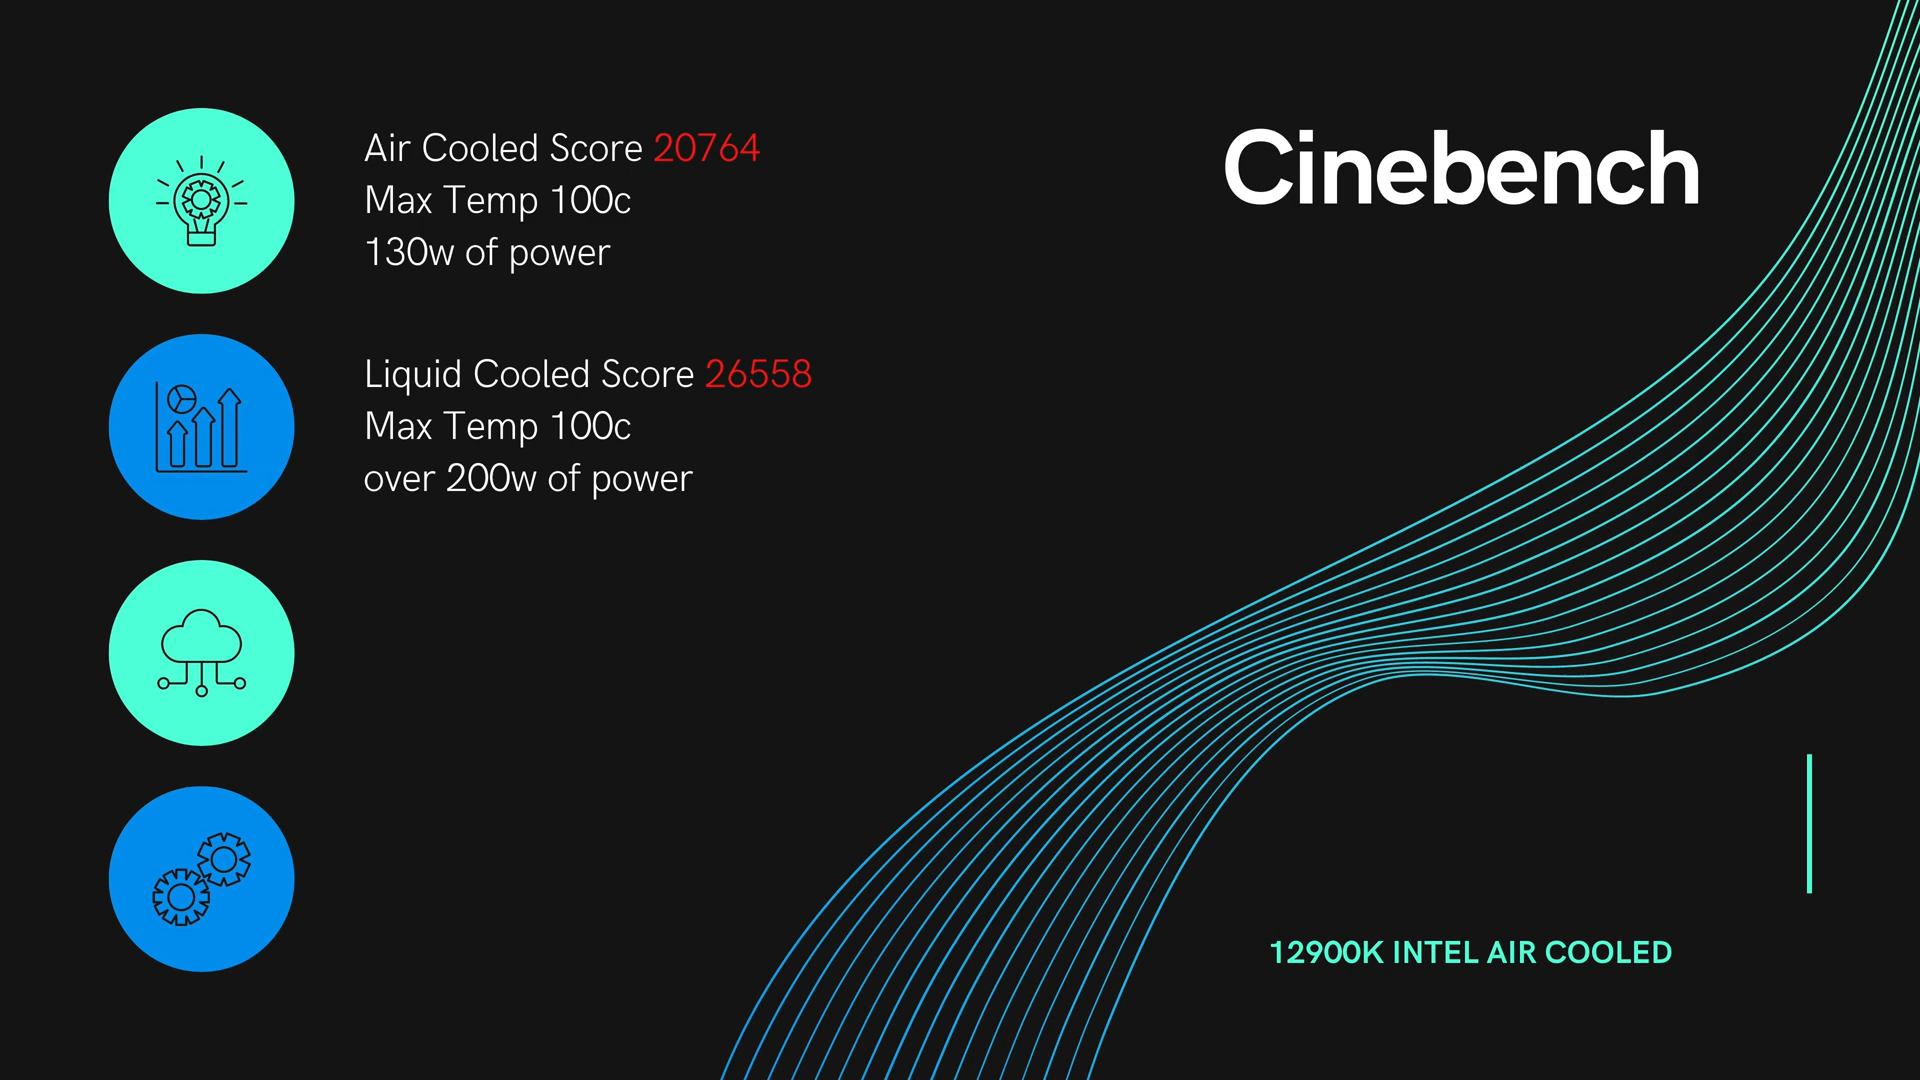 Air Cooled Score 20764
Max Temp 100c
130w of power
Cinebench
Liquid Cooled Score 26558
Max Temp 100c
over 200w of power
12900K INTEL AIR COOLED